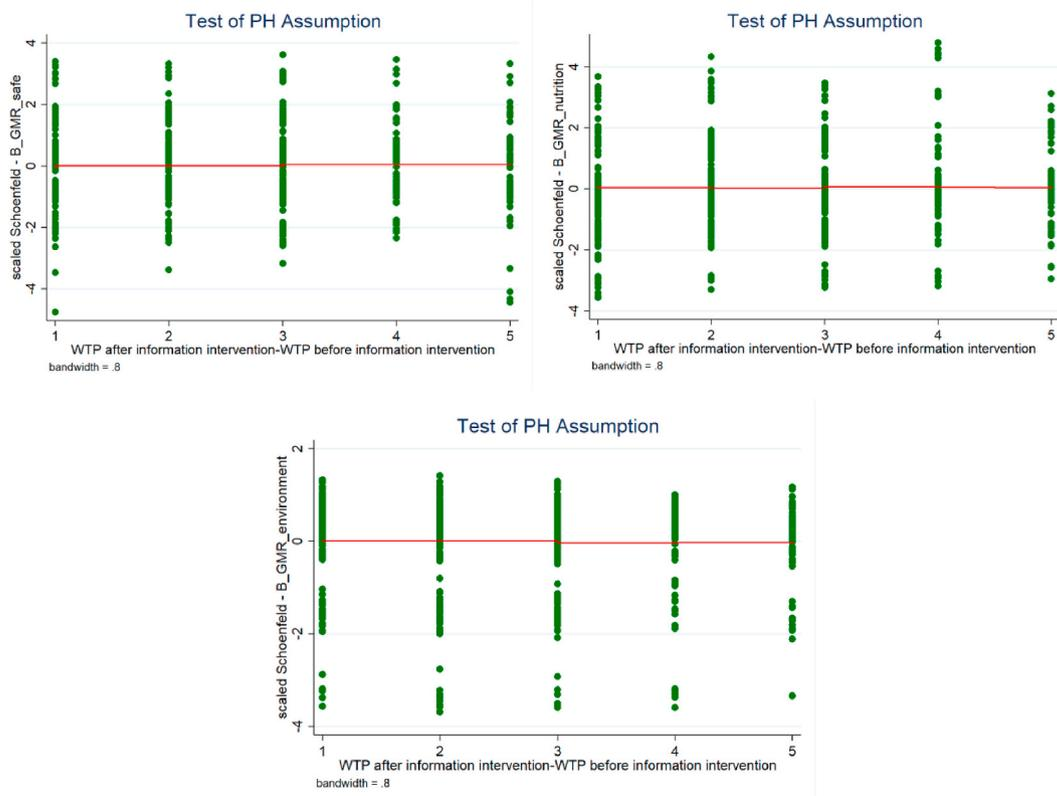 Test of PH Assumption
scaled Schoenfeld - B_GMR_safe
4
2
0
-2
-4
1 2 3 4 5
WTP after information intervention-WTP before information intervention
bandwidth = .8
Test of PH Assumption
scaled Schoenfeld - B_GMR_nutrition
4
2
0
-2
-4
1 2 3 4 5
WTP after information intervention-WTP before information intervention
bandwidth = .8
Test of PH Assumption
scaled Schoenfeld - B_GMR_environment
2
0
-2
-4
1 2 3 4 5
WTP after information intervention-WTP before information intervention
bandwidth = .8